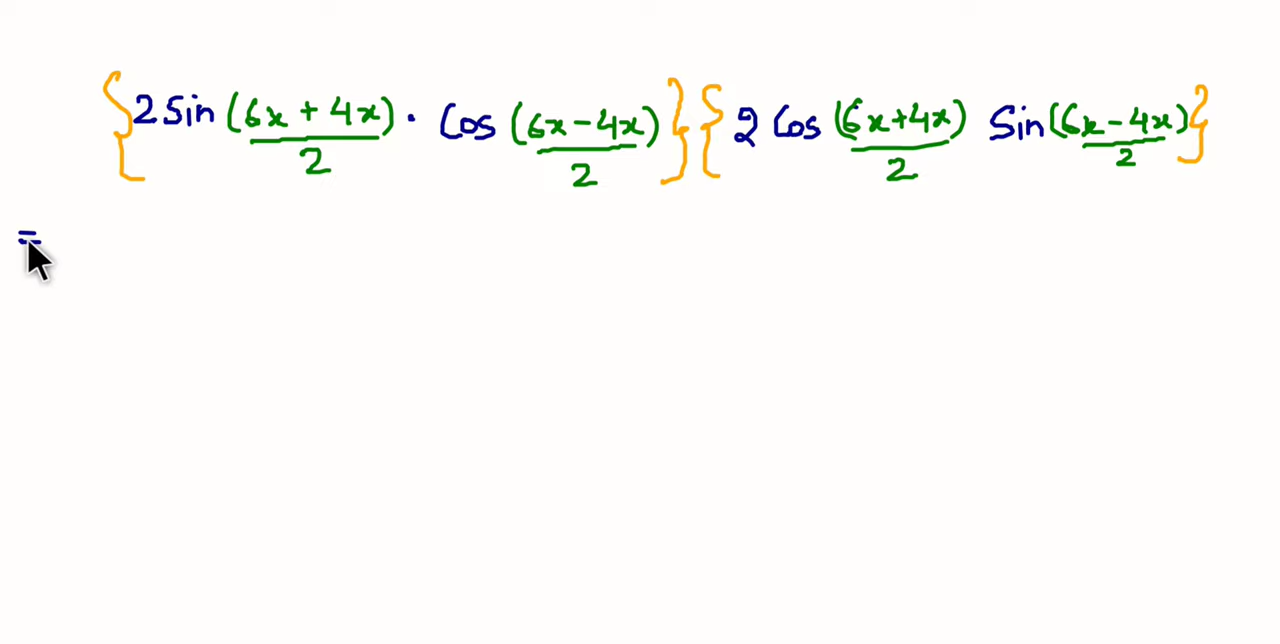 {2 Sin (6x + 4x)/2 . Cos (6x - 4x)/2} {2 Cos (6x+4x)/2 Sin (6x - 4x)/2}
=